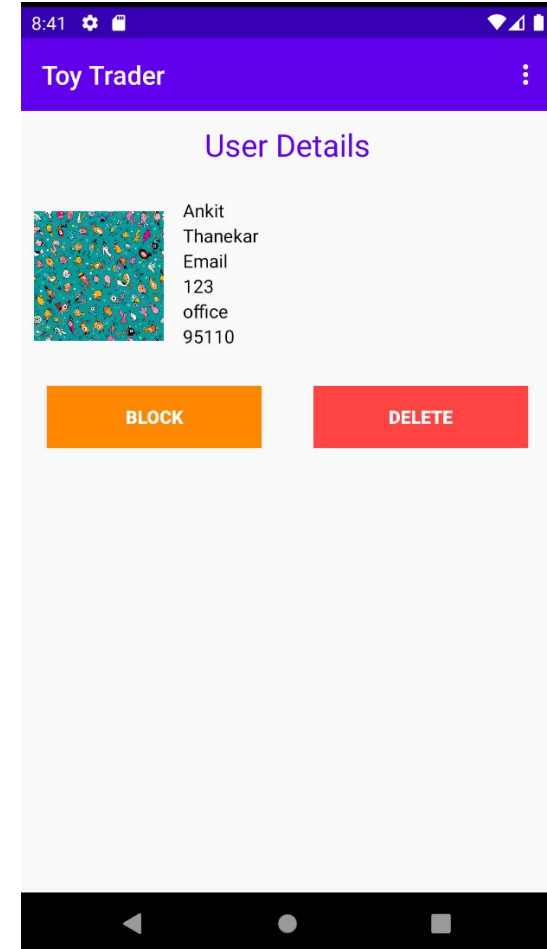 8:41
Toy Trader
User Details
Ankit
Thanekar
Email
123
office
95110
BLOCK
DELETE